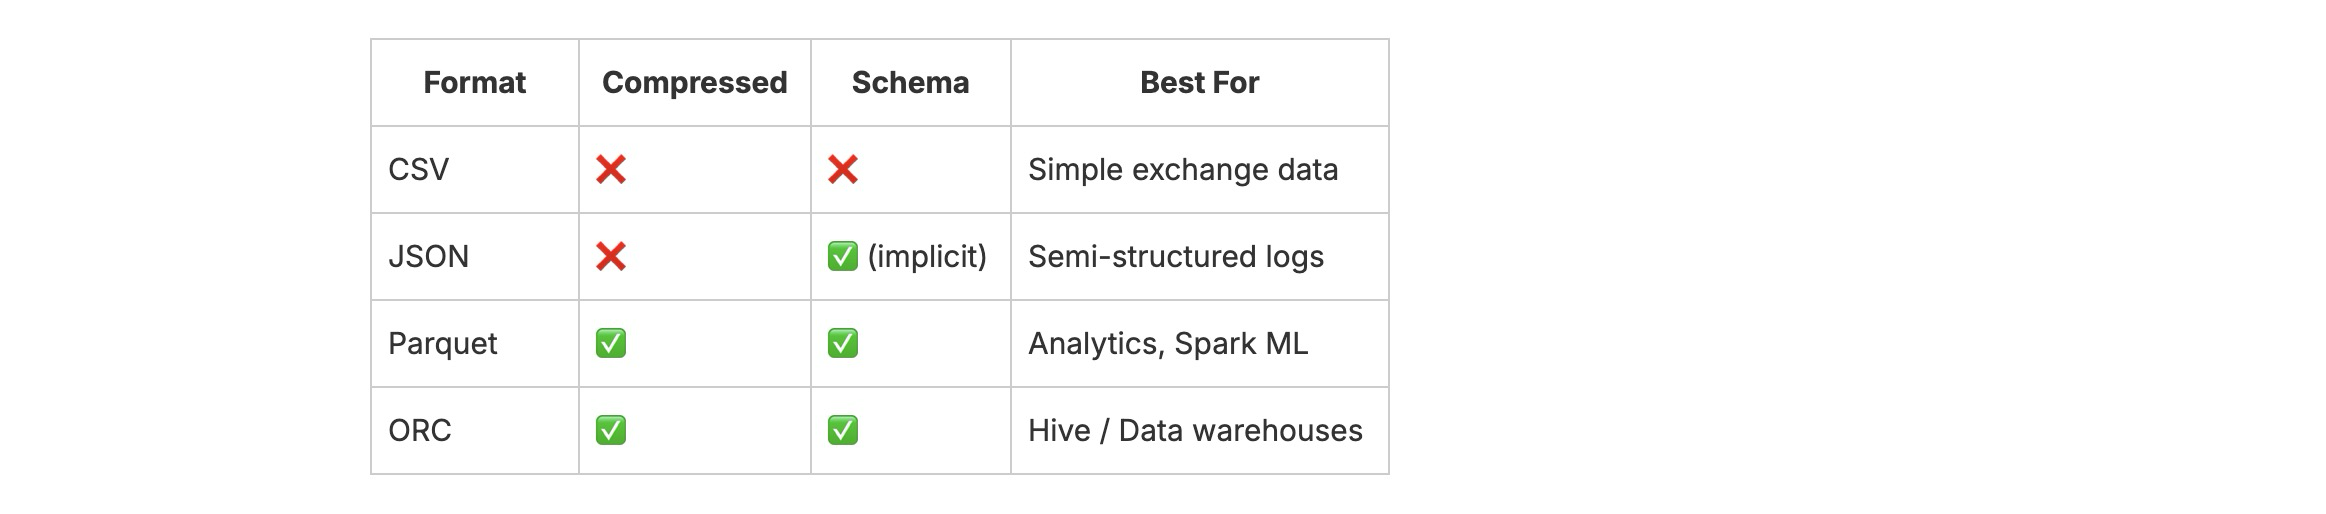 Format Compressed Schema Best For
CSV ❌ ❌ Simple exchange data
JSON ❌ ✅ (implicit) Semi-structured logs
Parquet ✅ ✅ Analytics, Spark ML
ORC ✅ ✅ Hive / Data warehouses